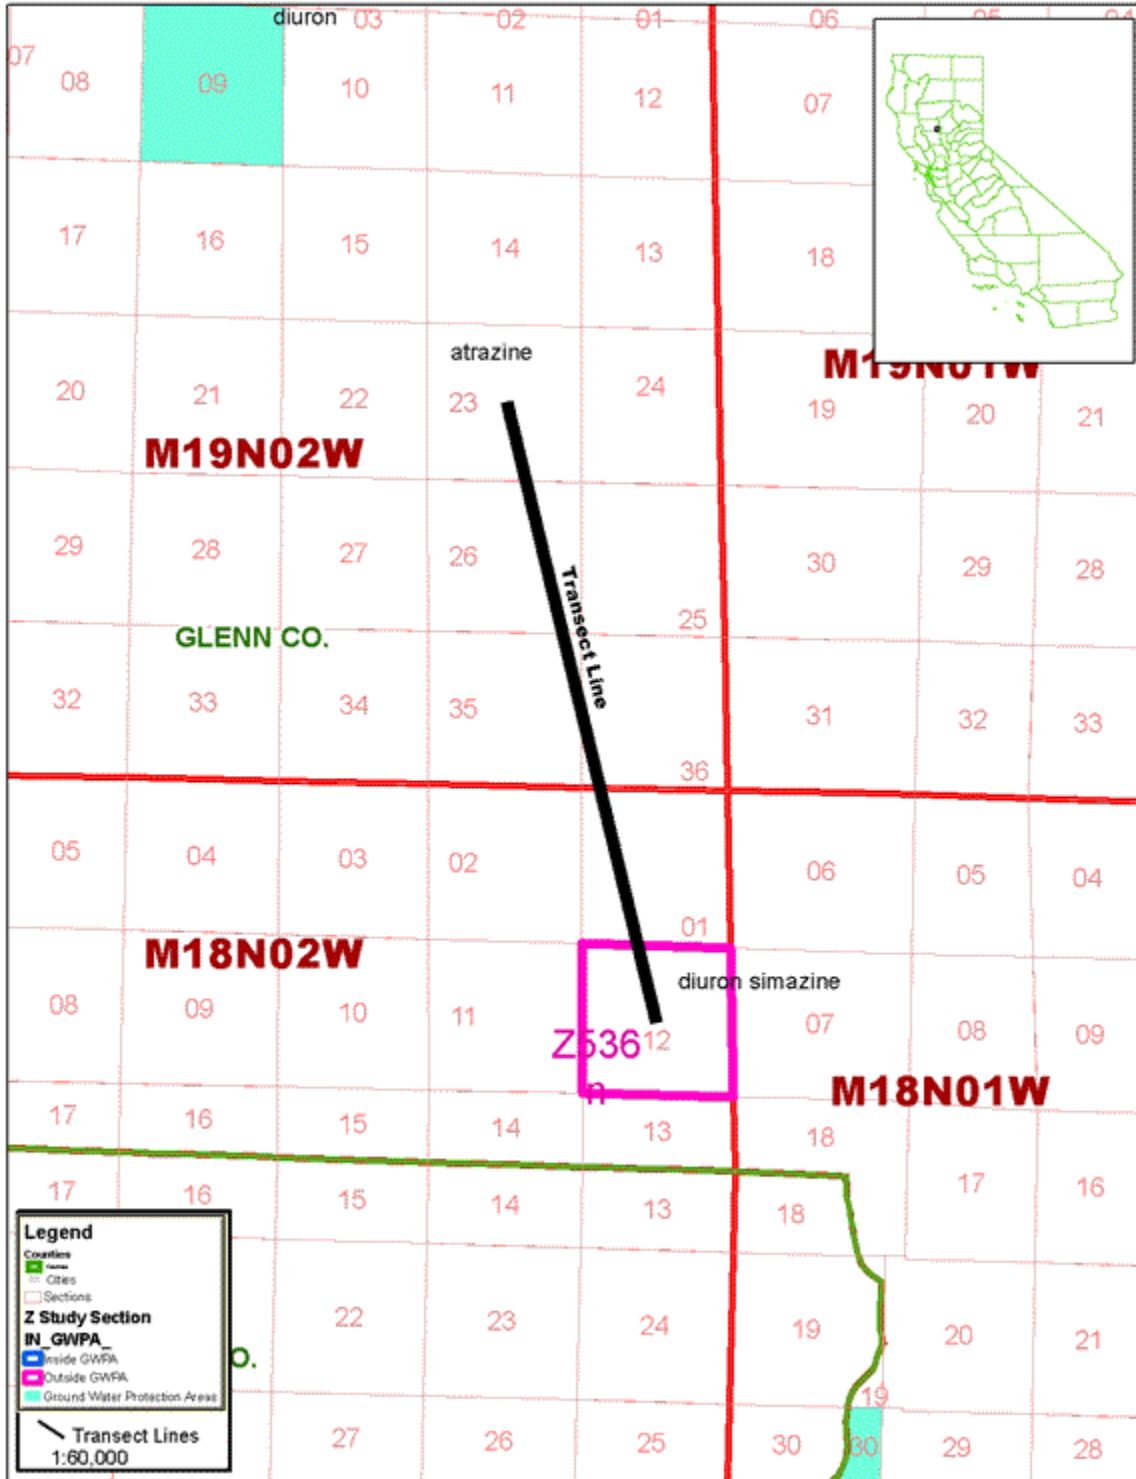 diuron 03 02 01 06 05 04
07 08 09 10 11 12 07
17 16 15 14 13 18
atrazine
M19N01W
20 21 22 23 24 19 20 21
M19N02W
29 28 27 26 30 29 28
Transect Line
25
GLENN CO.
32 33 34 35 31 32 33
36
05 04 03 02 06 05 04
01
M18N02W
diuron simazine
08 09 10 11 12 07 08 09
Z536
n
M18N01W
17 16 15 14 13 18
17 16 15 14 13 18 17 16
22 23 24 19 20 21
O.
19
27 26 25 30 30 29 28
Legend
Counties
Cities
Sections
Z Study Section
IN_GWPA_
Inside GWPA
Outside GWPA
Ground Water Protection Areas
Transect Lines
1:60,000